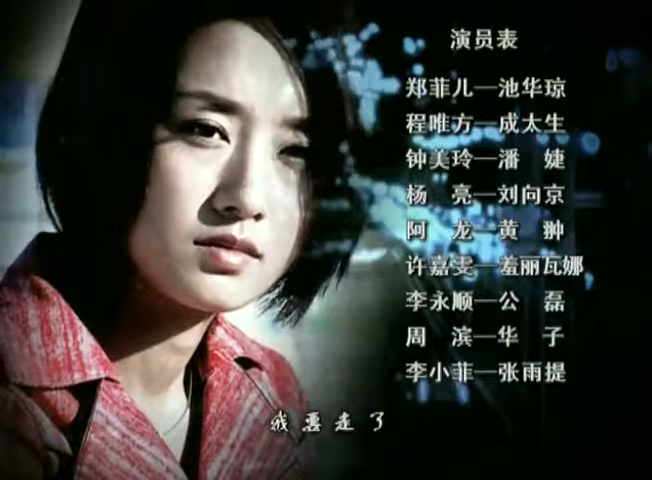 演员表
郑菲儿—池华琼
程唯方—成太生
钟美玲—潘　婕
杨　亮—刘向京
阿　龙—黄　翀
许嘉雯—羞丽瓦娜
李永顺—公　磊
周　滨—华　子
李小菲—张雨提
我要走了